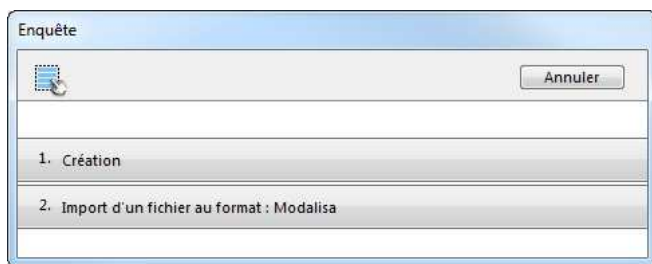 Enquête
Annuler
1. Création
2. Import d'un fichier au format : Modalisa